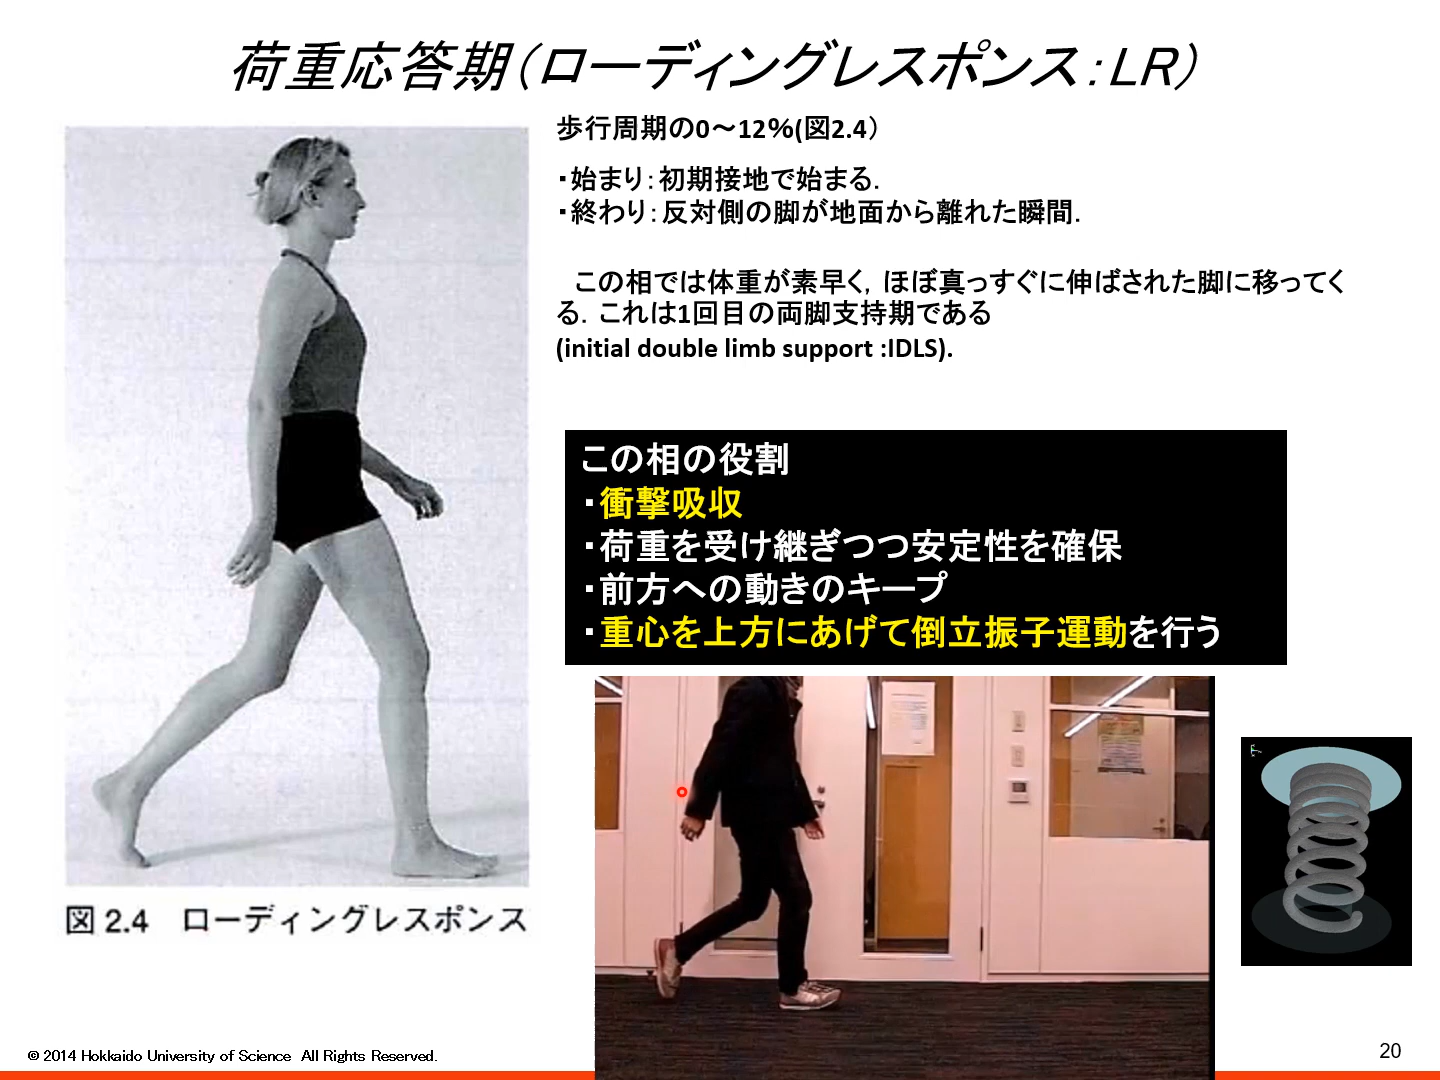 荷重応答期（ローディングレスポンス：LR）
歩行周期の0～12%(図2.4）
・始まり：初期接地で始まる．
・終わり：反対側の脚が地面から離れた瞬間．
この相では体重が素早く，ほぼ真っすぐに伸ばされた脚に移ってく
る．これは1回目の両脚支持期である
(initial double limb support :IDLS).
この相の役割
・衝撃吸収
・荷重を受け継ぎつつ安定性を確保
・前方への動きのキープ
・重心を上方にあげて倒立振子運動を行う
図 2.4　ローディングレスポンス
© 2014 Hokkaido University of Science All Rights Reserved.
20